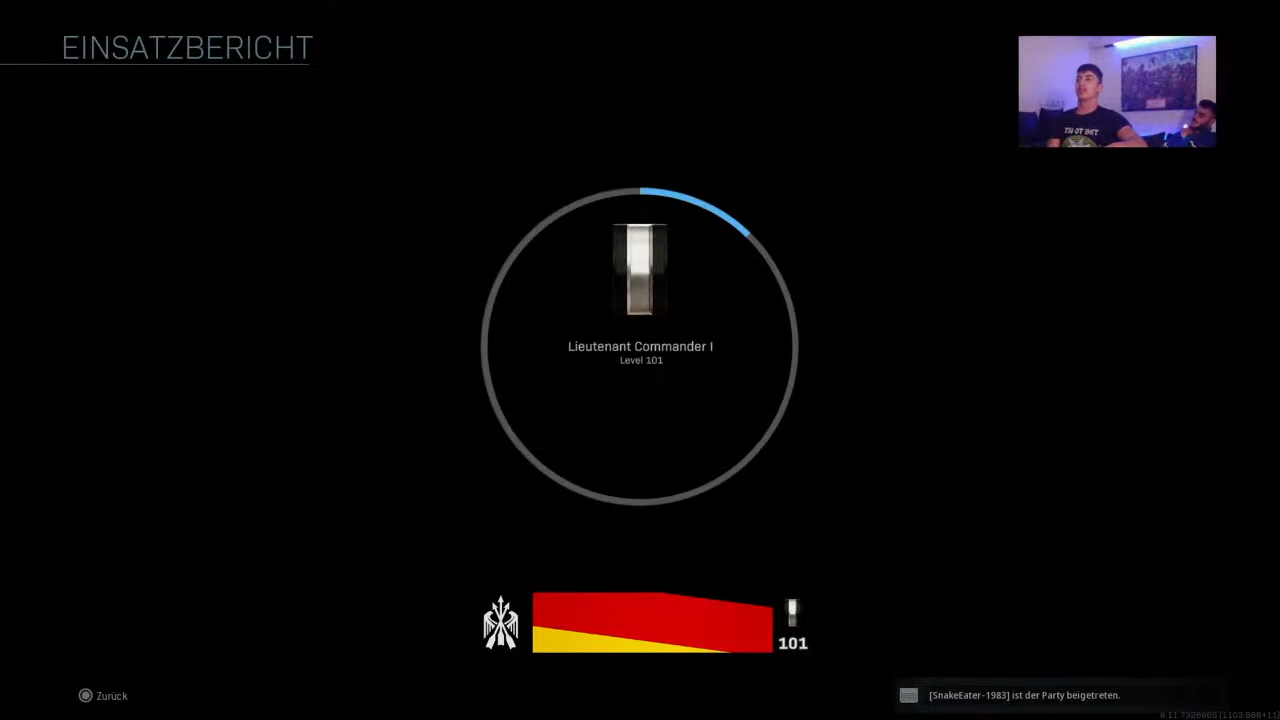 EINSATZBERICHT
Lieutenant Commander I
Level 101
101
Zurück
[SnakeEater-1983] ist der Party beigetreten.